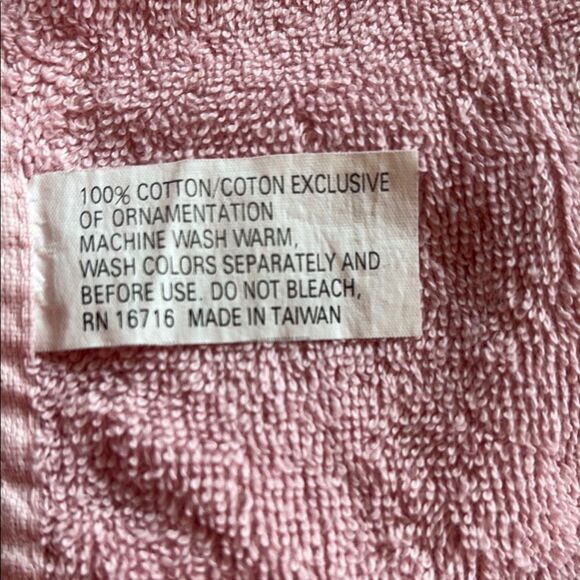 100% COTTON/COTON EXCLUSIVE
OF ORNAMENTATION
MACHINE WASH WARM,
WASH COLORS SEPARATELY AND
BEFORE USE. DO NOT BLEACH,
RN 16716 MADE IN TAIWAN